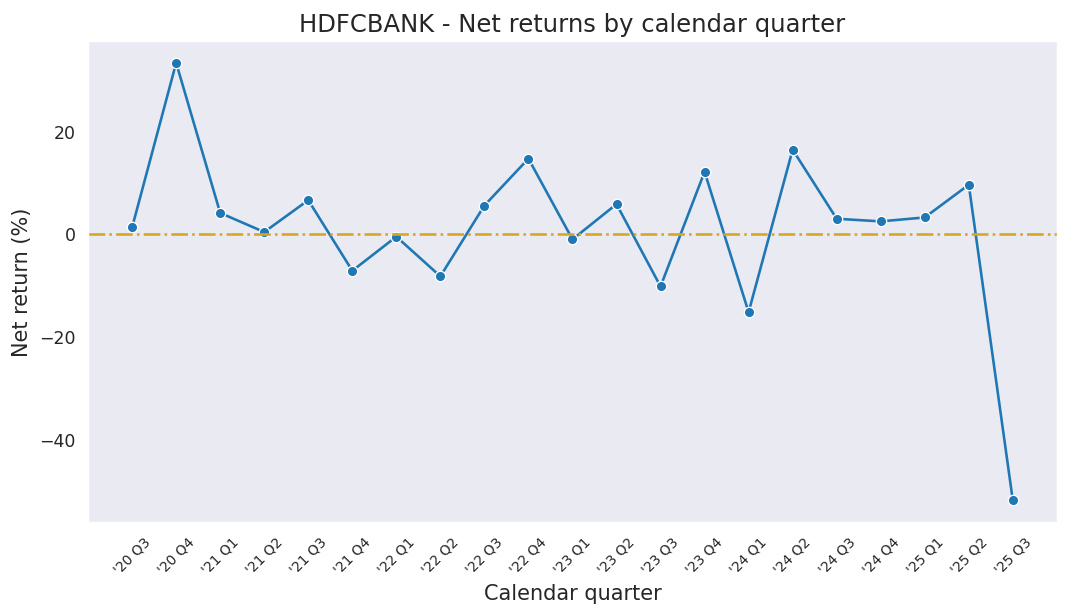 HDFCBANK - Net returns by calendar quarter
Net return (%)
20
0
−20
−40
'20 Q3
'20 Q4
'21 Q1
'21 Q2
'21 Q3
'21 Q4
'22 Q1
'22 Q2
'22 Q3
'22 Q4
'23 Q1
'23 Q2
'23 Q3
'23 Q4
'24 Q1
'24 Q2
'24 Q3
'24 Q4
'25 Q1
'25 Q2
'25 Q3
Calendar quarter